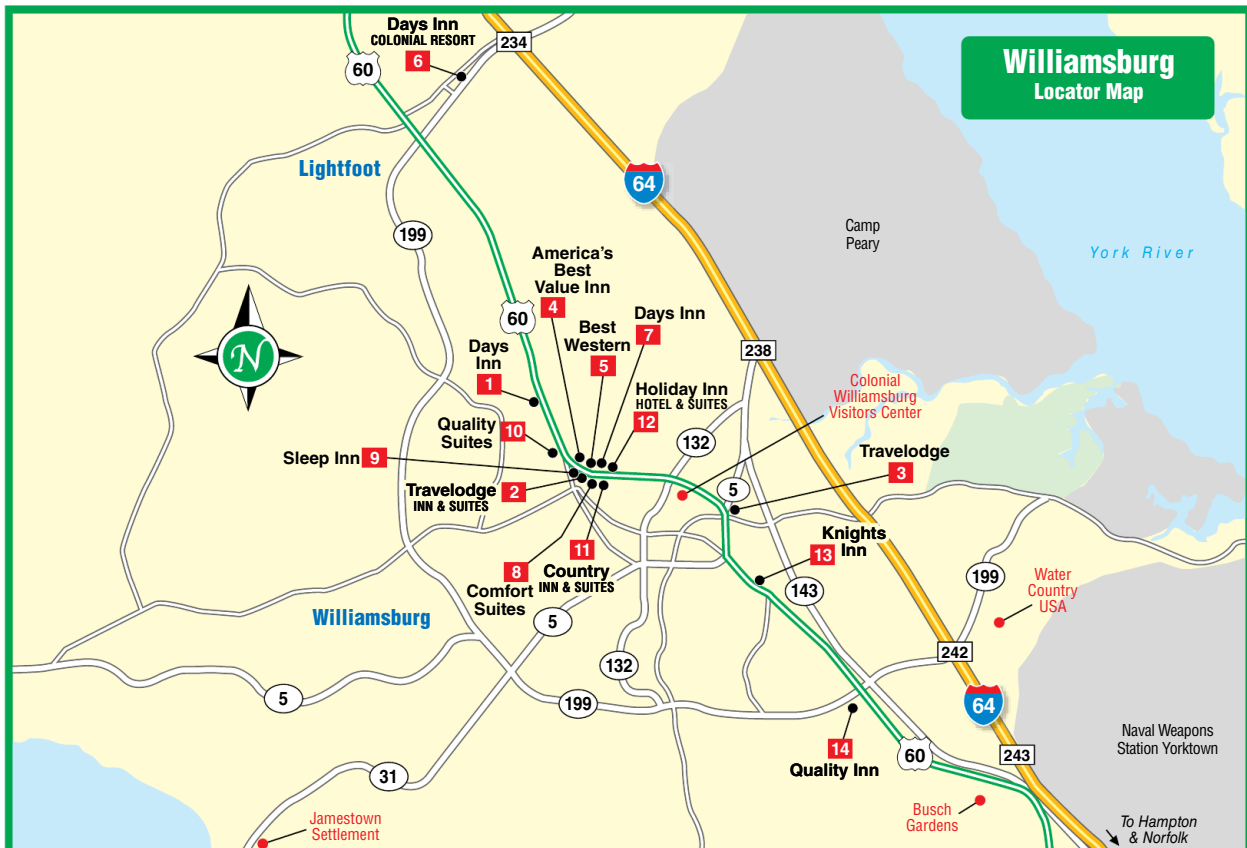 Days Inn
COLONIAL RESORT
6
234
60
Williamsburg
Locator Map
Lightfoot
64
Camp
Peary
York River
199
America's
Best
Value Inn
4
60
Days Inn
7
Best
Western
5
238
Days
Inn
1
N
Holiday Inn
HOTEL & SUITES
12
Colonial
Williamsburg
Visitors Center
Quality
Suites
10
132
Sleep Inn
9
Travelodge
3
Travelodge
INN & SUITES
2
5
Knights
Inn
13
11
Country
INN & SUITES
8
Comfort
Suites
199
Water
Country
USA
143
Williamsburg
5
132
242
5
199
64
14
Quality Inn
60
243
Naval Weapons
Station Yorktown
31
Busch
Gardens
Jamestown
Settlement
To Hampton
& Norfolk